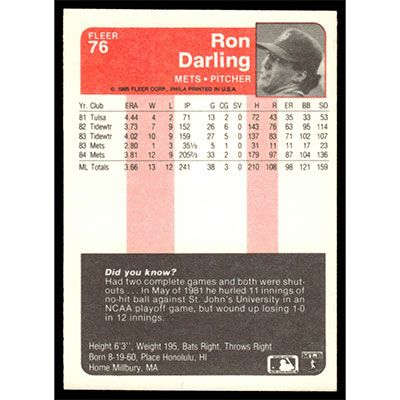 FLEER
76
Ron
Darling
METS • PITCHER
© 1985 FLEER CORP., PHILA PRINTED IN U.S.A.
Yr. Club ERA W L IP G CG SV H R ER BB SO
81 Tulsa 4.44 4 2 71 13 2 0 72 43 35 33 53
82 Tidewtr 3.73 7 9 152 26 6 0 143 76 63 95 114
83 Tidewtr 4.02 10 9 159 27 5 0 137 83 71 102 107
83 Mets 2.80 1 3 35⅓ 5 1 0 31 11 11 17 23
84 Mets 3.81 12 9 205⅔ 33 2 0 179 97 87 104 136
ML Totals 3.66 13 12 241 38 3 0 210 108 98 121 159
Did you know?
Had two complete games and both were shut-
outs ... In May of 1981 he hurled 11 innings of
no-hit ball against St. John's University in an
NCAA playoff game, but wound up losing 1-0
in 12 innings.
Height 6'3'', Weight 195, Bats Right, Throws Right
Born 8-19-60, Place Honolulu, HI
Home Millbury, MA